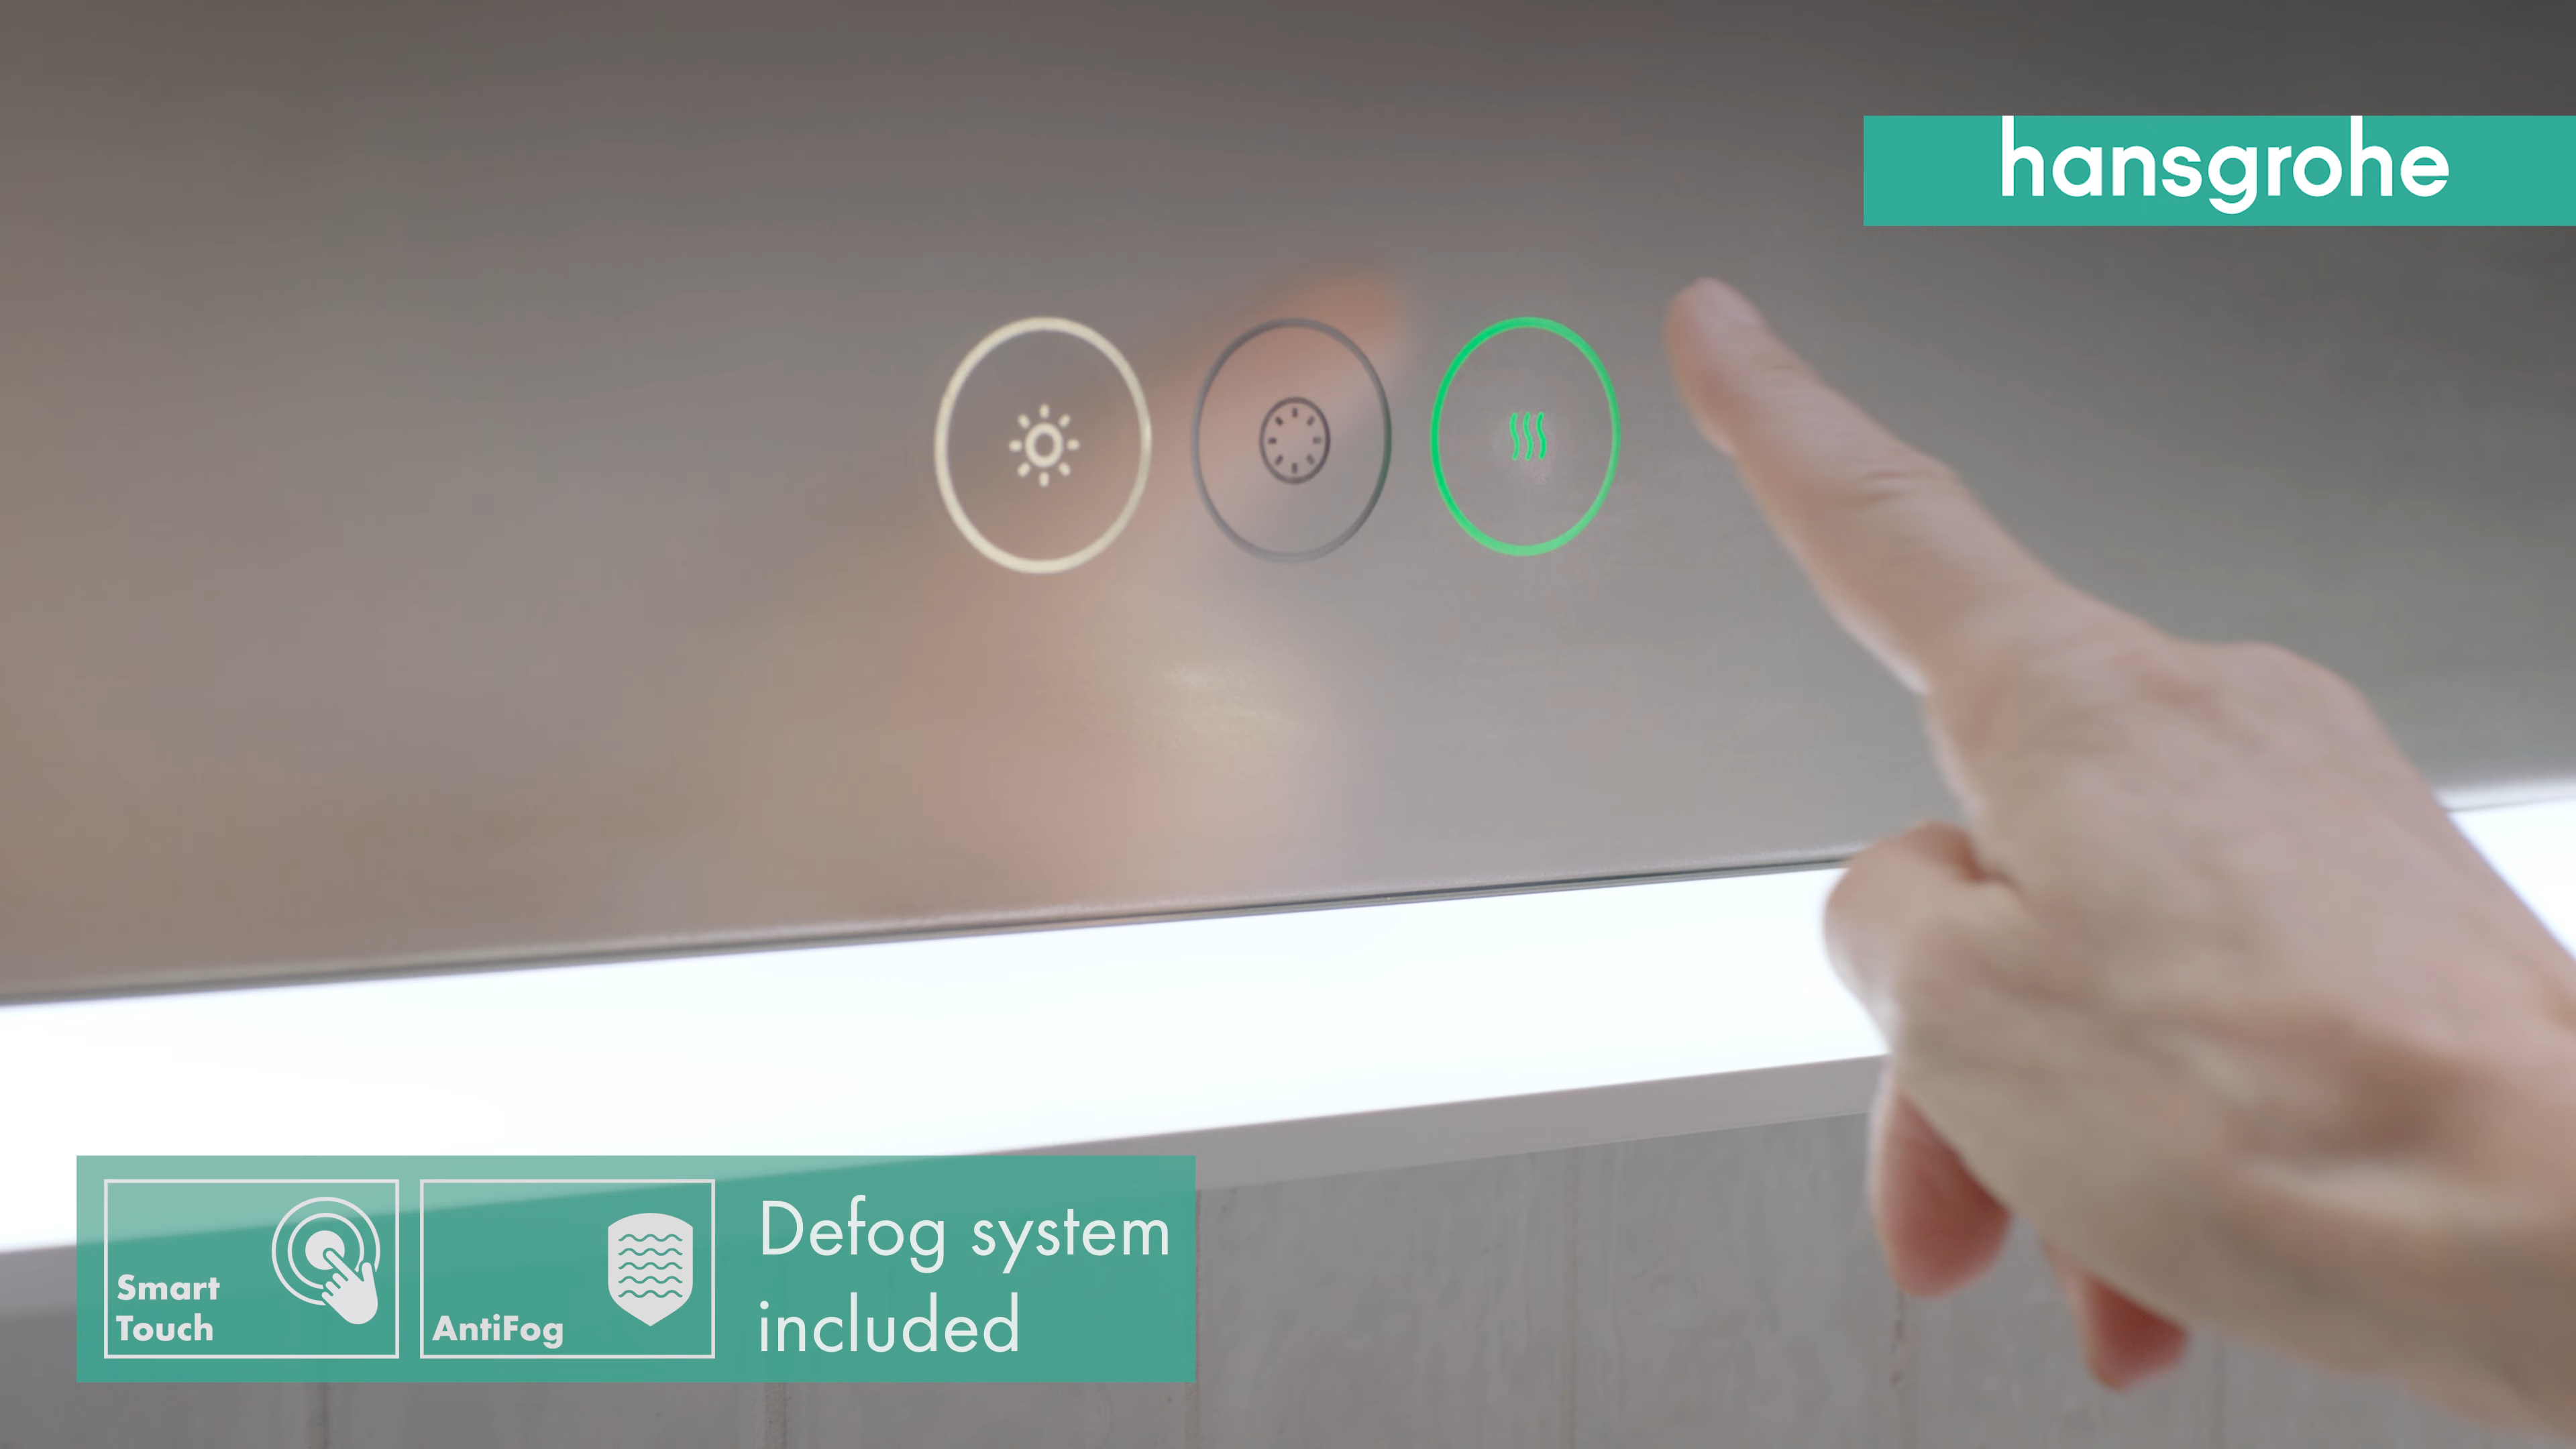 hansgrohe
Smart
Touch
AntiFog
Defog system
included